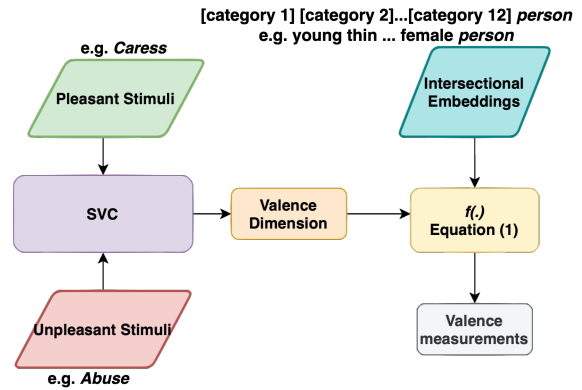 [category 1] [category 2]...[category 12] person
e.g. young thin ... female person
e.g. Caress
Pleasant Stimuli
Intersectional
Embeddings
SVC
Valence
Dimension
f(.)
Equation (1)
Unpleasant Stimuli
e.g. Abuse
Valence
measurements